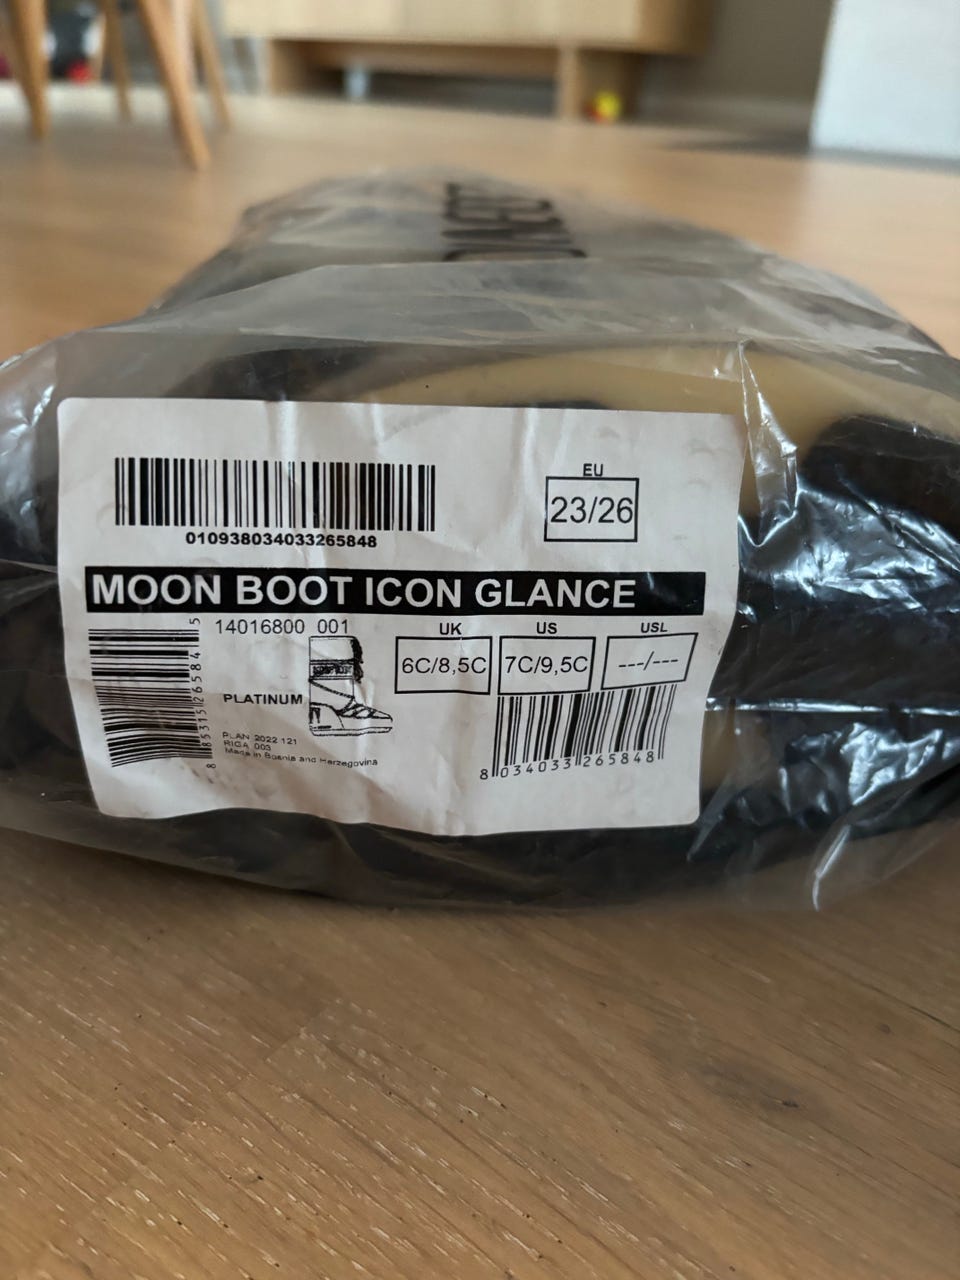 EU
23/26
010938034033265848
MOON BOOT ICON GLANCE
14016800 001
UK
US
USL
6C/8,5C
7C/9,5C
---/---
PLATINUM
PLAN 2022 121
RIGA 003
Made in Bosnia and Herzegovina
8 034033 265848